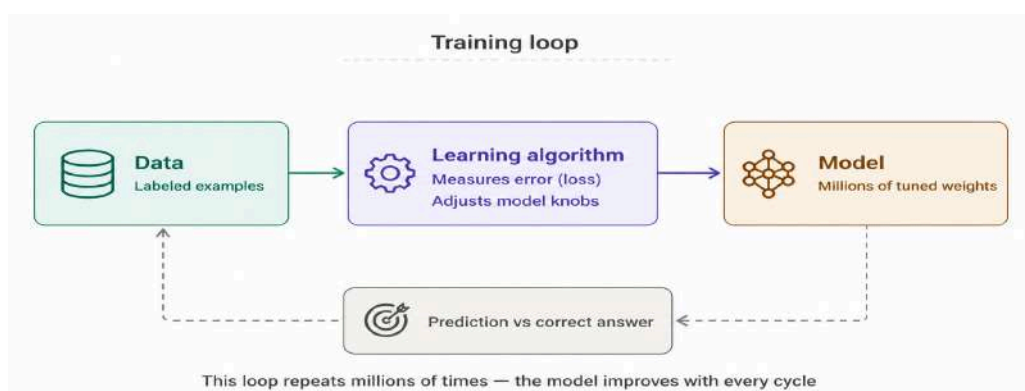 Training loop
Data
Labeled examples
Learning algorithm
Measures error (loss)
Adjusts model knobs
Model
Millions of tuned weights
Prediction vs correct answer
This loop repeats millions of times — the model improves with every cycle